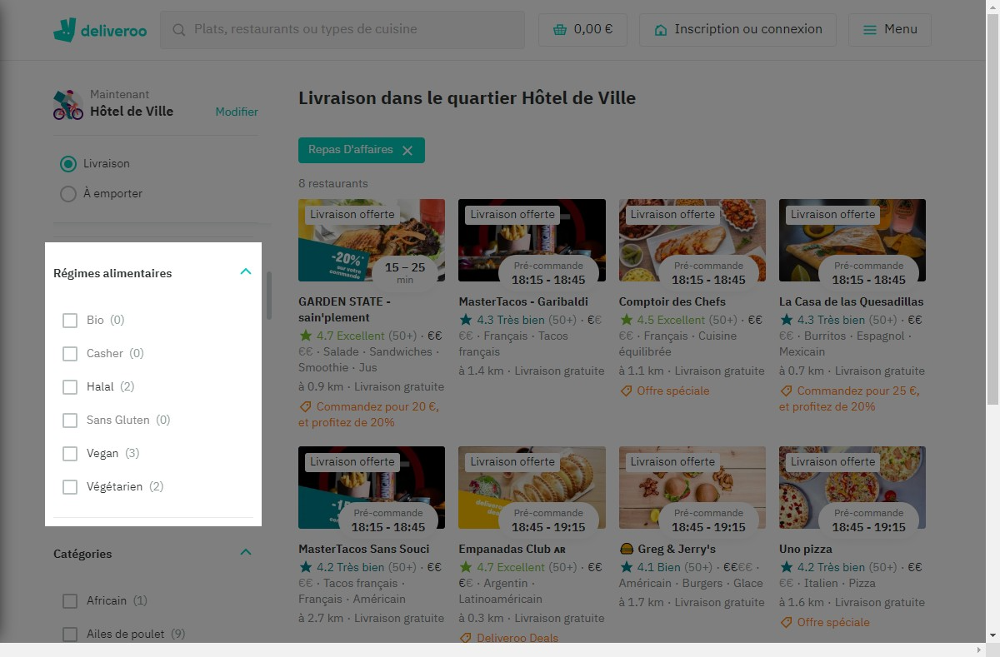 deliveroo
Plats, restaurants ou types de cuisine
0,00 €
Inscription ou connexion
Menu
Maintenant
Hôtel de Ville
Modifier
Livraison
À emporter
Régimes alimentaires
Bio (0)
Casher (0)
Halal (2)
Sans Gluten (0)
Vegan (3)
Végétarien (2)
Catégories
Africain (1)
Ailes de poulet (9)
Livraison dans le quartier Hôtel de Ville
Repas D'affaires
8 restaurants
Livraison offerte
-20%
sur votre
commande
15 – 25
min
GARDEN STATE -
sain'plement
4.7 Excellent (50+) · €€
€€ · Salade · Sandwiches ·
Smoothie · Jus
à 0.9 km · Livraison gratuite
Commandez pour 20 €,
et profitez de 20%
Livraison offerte
Pré-commande
18:15 - 18:45
MasterTacos - Garibaldi
4.3 Très bien (50+) · €€
€€ · Français · Tacos
français
à 1.4 km · Livraison gratuite
Livraison offerte
Pré-commande
18:15 - 18:45
Comptoir des Chefs
4.5 Excellent (50+) · €€
€€ · Français · Cuisine
équilibrée
à 1.1 km · Livraison gratuite
Offre spéciale
Livraison offerte
Pré-commande
18:15 - 18:45
La Casa de las Quesadillas
4.3 Très bien (50+) · €€
€€ · Burritos · Espagnol ·
Mexicain
à 0.7 km · Livraison gratuite
Commandez pour 25 €,
et profitez de 20%
Livraison offerte
Pré-commande
18:15 - 18:45
MasterTacos Sans Souci
4.2 Très bien (50+) · €€
€€ · Tacos français ·
Français · Américain
à 2.7 km · Livraison gratuite
Livraison offerte
Pré-commande
18:45 - 19:15
Empanadas Club AR
4.7 Excellent (50+) · €€
€€ · Argentin ·
Latinoaméricain
à 0.3 km · Livraison gratuite
Deliveroo Deals
Livraison offerte
Pré-commande
18:45 - 19:15
Greg & Jerry's
4.1 Bien (50+) · €€€€ ·
Américain · Burgers · Glace
à 1.7 km · Livraison gratuite
Livraison offerte
Pré-commande
18:45 - 19:15
Uno pizza
4.2 Très bien (50+) · €€
€€ · Italien · Pizza
à 1.6 km · Livraison gratuite
Offre spéciale